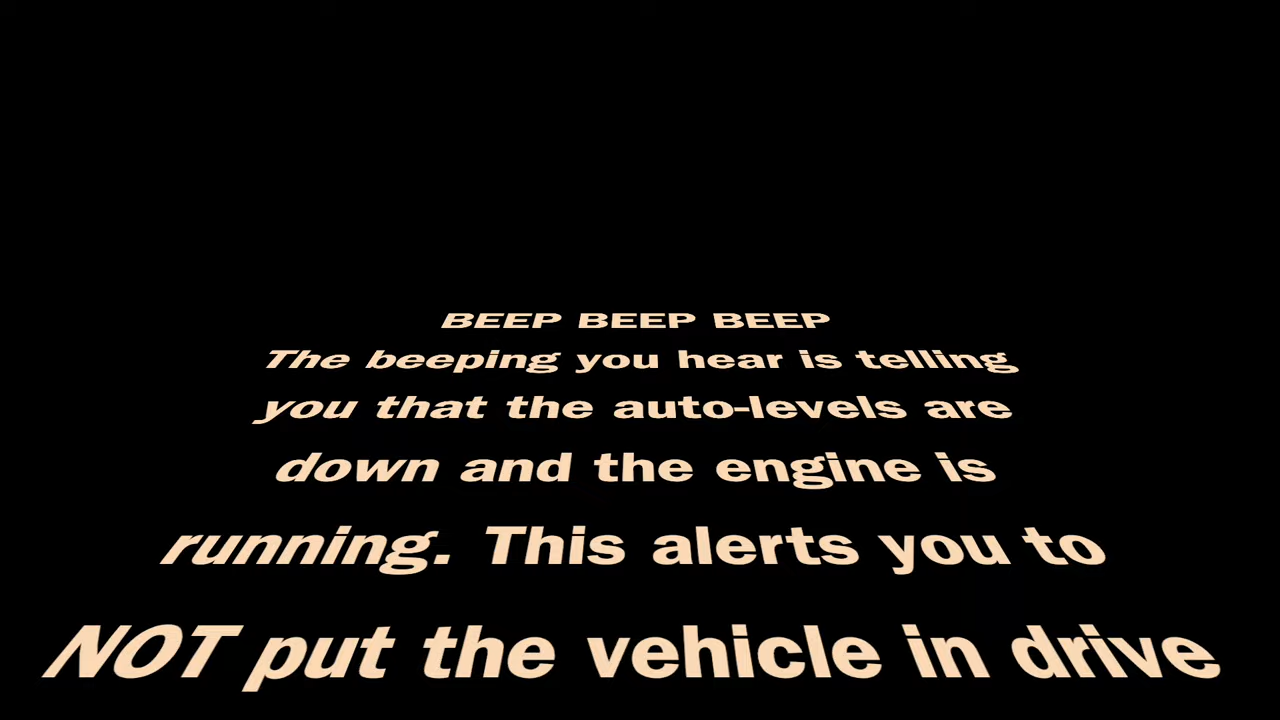 BEEP BEEP BEEP
The beeping you hear is telling
you that the auto-levels are
down and the engine is
running. This alerts you to
NOT put the vehicle in drive